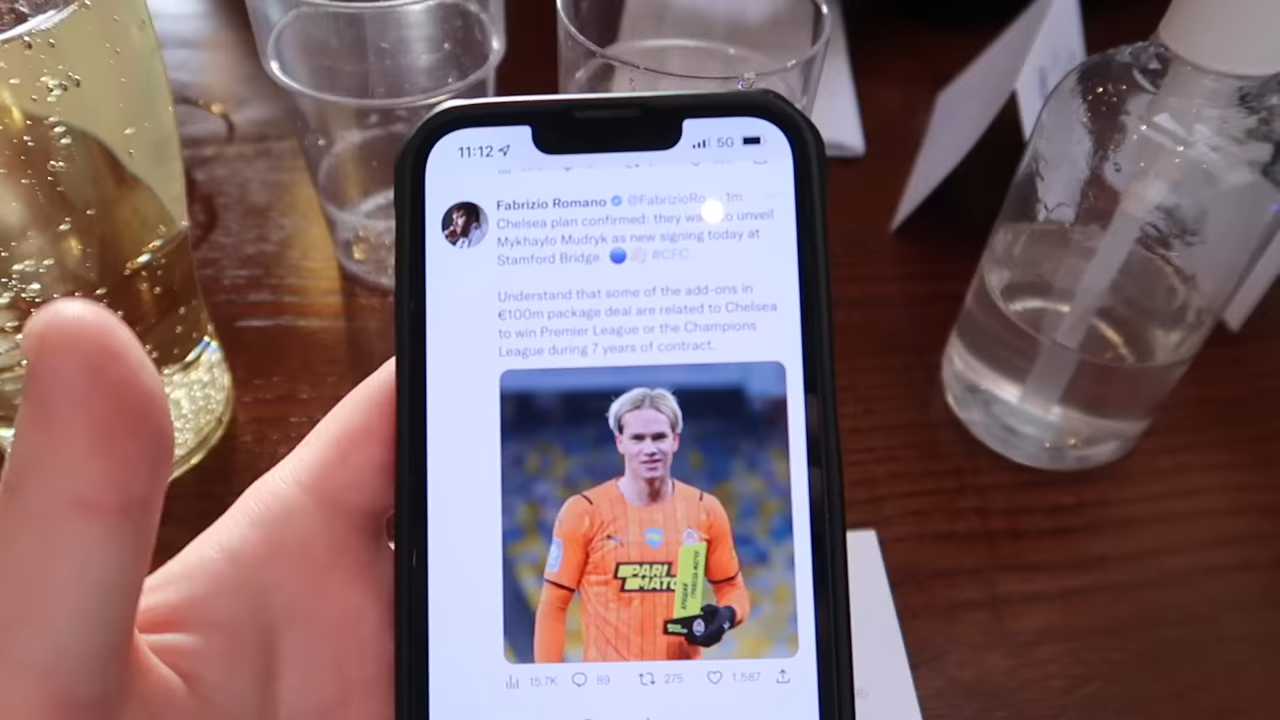 11:12
5G
Fabrizio Romano @FabrizioRo 1m
Chelsea plan confirmed: they to unveil
Mykhaylo Mudryk as new signing today at
Stamford Bridge. #CFC
Understand that some of the add-ons in
€100m package deal are related to Chelsea
to win Premier League or the Champions
League during 7 years of contract.
PARI
MATC
15.7K 89 275 1,587